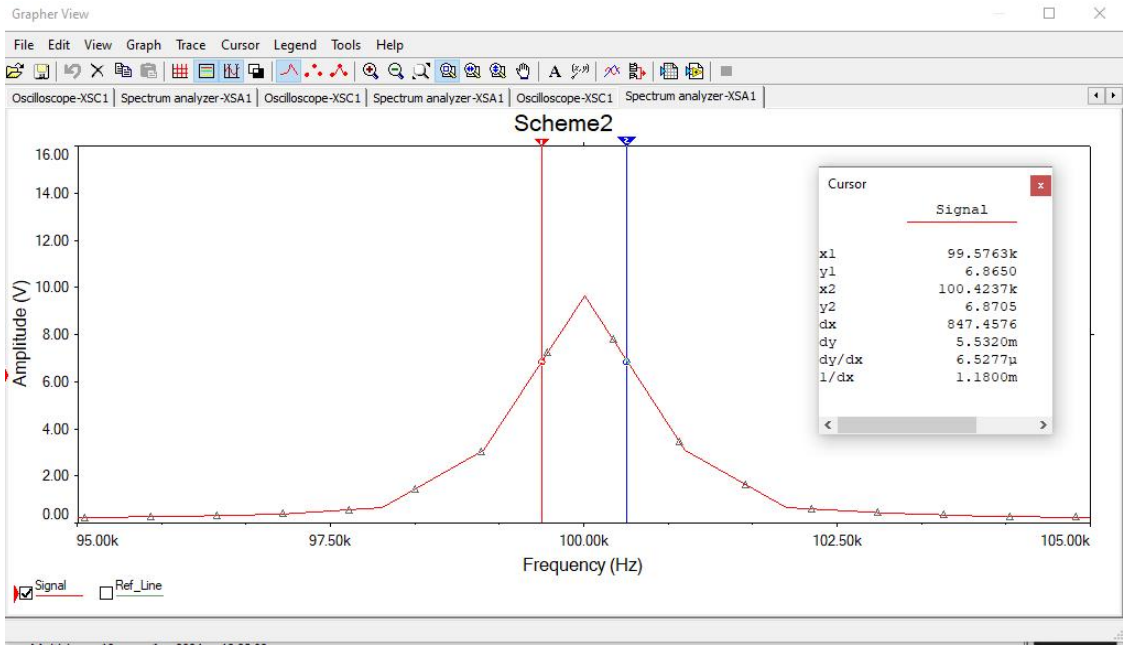 Grapher View
File Edit View Graph Trace Cursor Legend Tools Help
A
Oscilloscope-XSC1 Spectrum analyzer-XSA1 Oscilloscope-XSC1 Spectrum analyzer-XSA1 Oscilloscope-XSC1 Spectrum analyzer-XSA1
Scheme2
1 2
16.00
14.00
12.00
10.00
8.00
6.00
4.00
2.00
0.00
Amplitude (V)
95.00k 97.50k 100.00k 102.50k 105.00k
Frequency (Hz)
Cursor x
Signal
x1 99.5763k
y1 6.8650
x2 100.4237k
y2 6.8705
dx 847.4576
dy 5.5320m
dy/dx 6.5277µ
1/dx 1.1800m
Signal Ref_Line